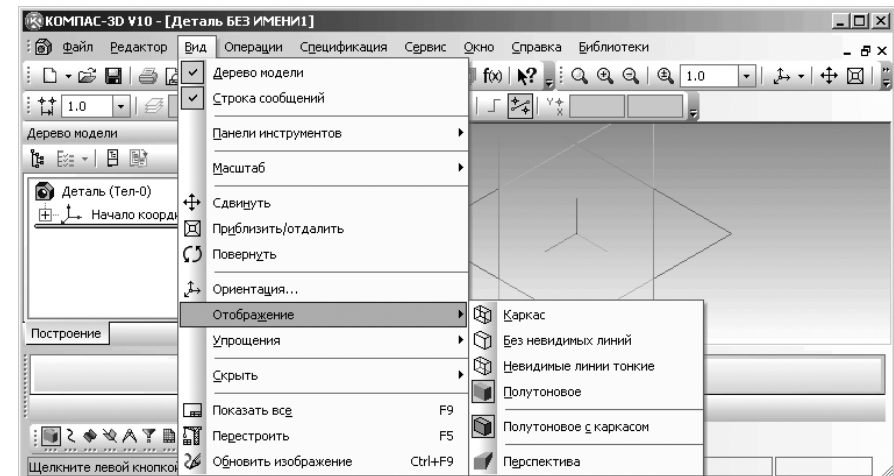 КОМПАС-3D V10 - [Деталь БЕЗ ИМЕНИ1]
Файл Редактор Вид Операции Спецификация Сервис Окно Справка Библиотеки
Дерево модели
f(x) 1.0
1.0
Строка сообщений
Дерево модели
Панели инструментов
Масштаб
Деталь (Тел-0)
Начало
Сдвинуть
Приблизить/отдалить
Повернуть
Ориентация...
Отображение
Каркас
Построение
Упрощения
Без невидимых линий
Невидимые линии тонкие
Скрыть
Полутоновое
Показать все F9
Полутоновое с каркасом
Перестроить F5
Щелкните левой
Обновить изображение Ctrl+F9
Перспектива